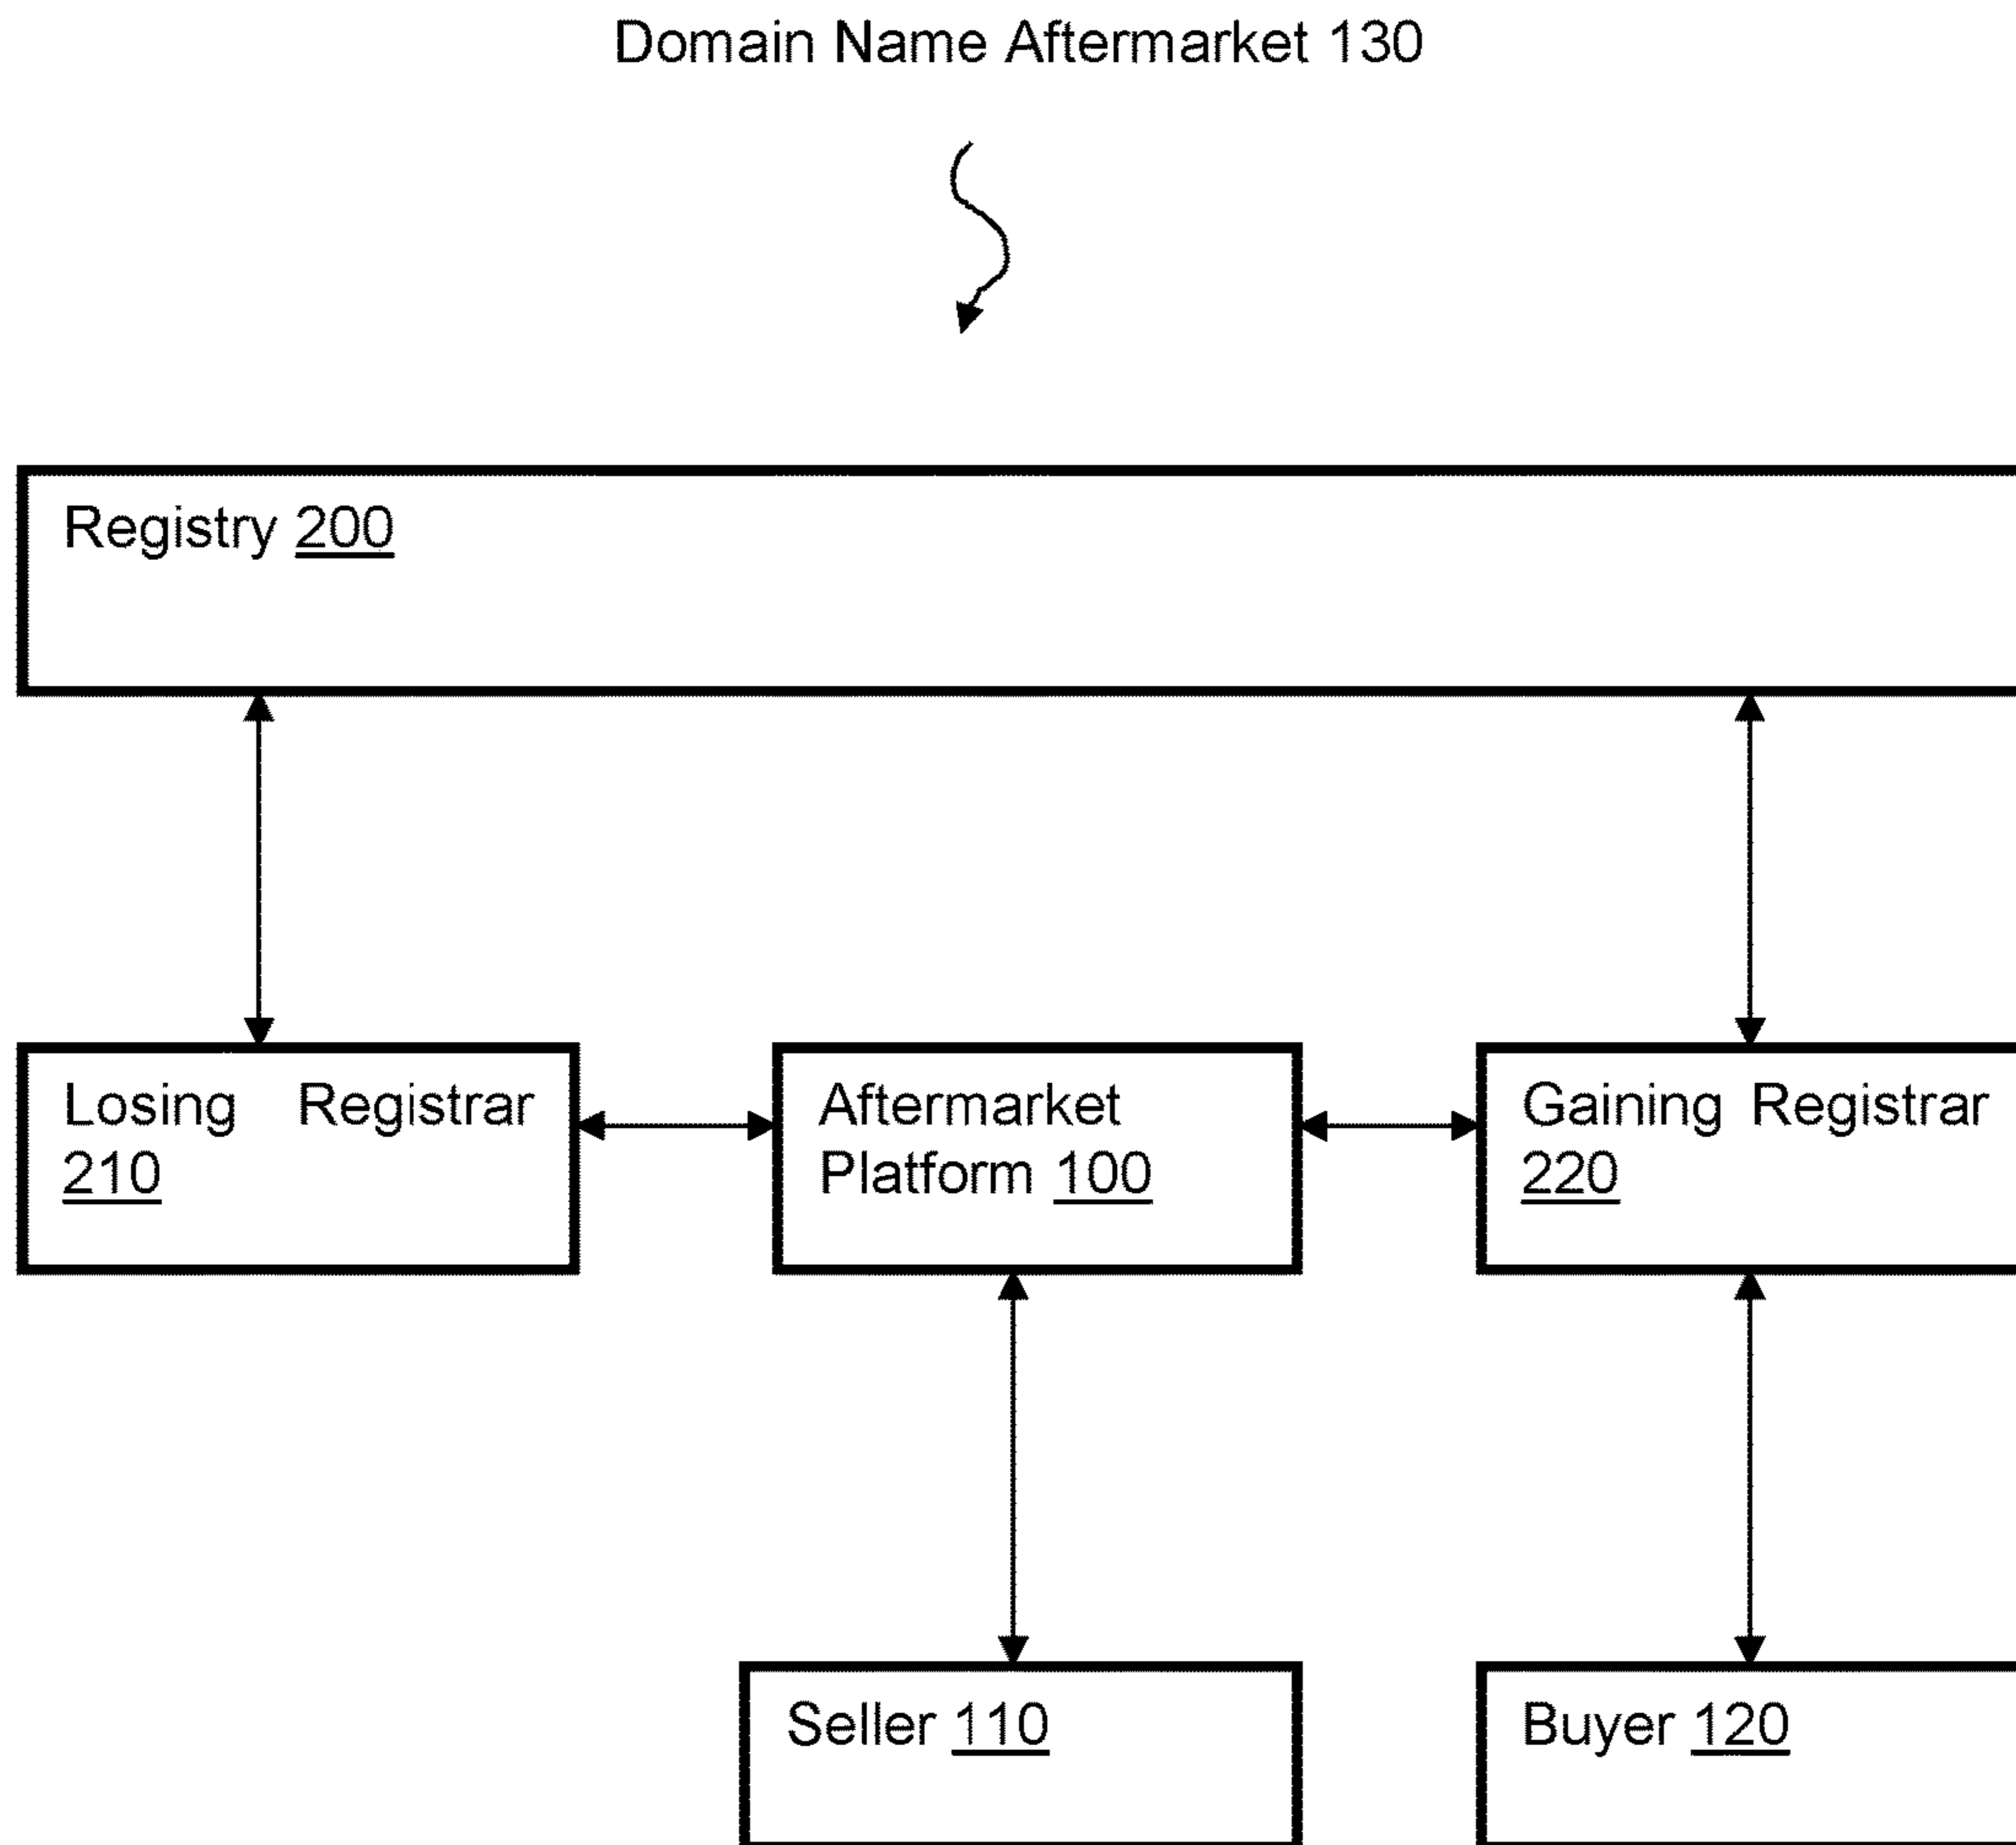 Domain Name Aftermarket 130
Registry 200
Losing Registrar
210
Aftermarket
Platform 100
Gaining Registrar
220
Seller 110
Buyer 120